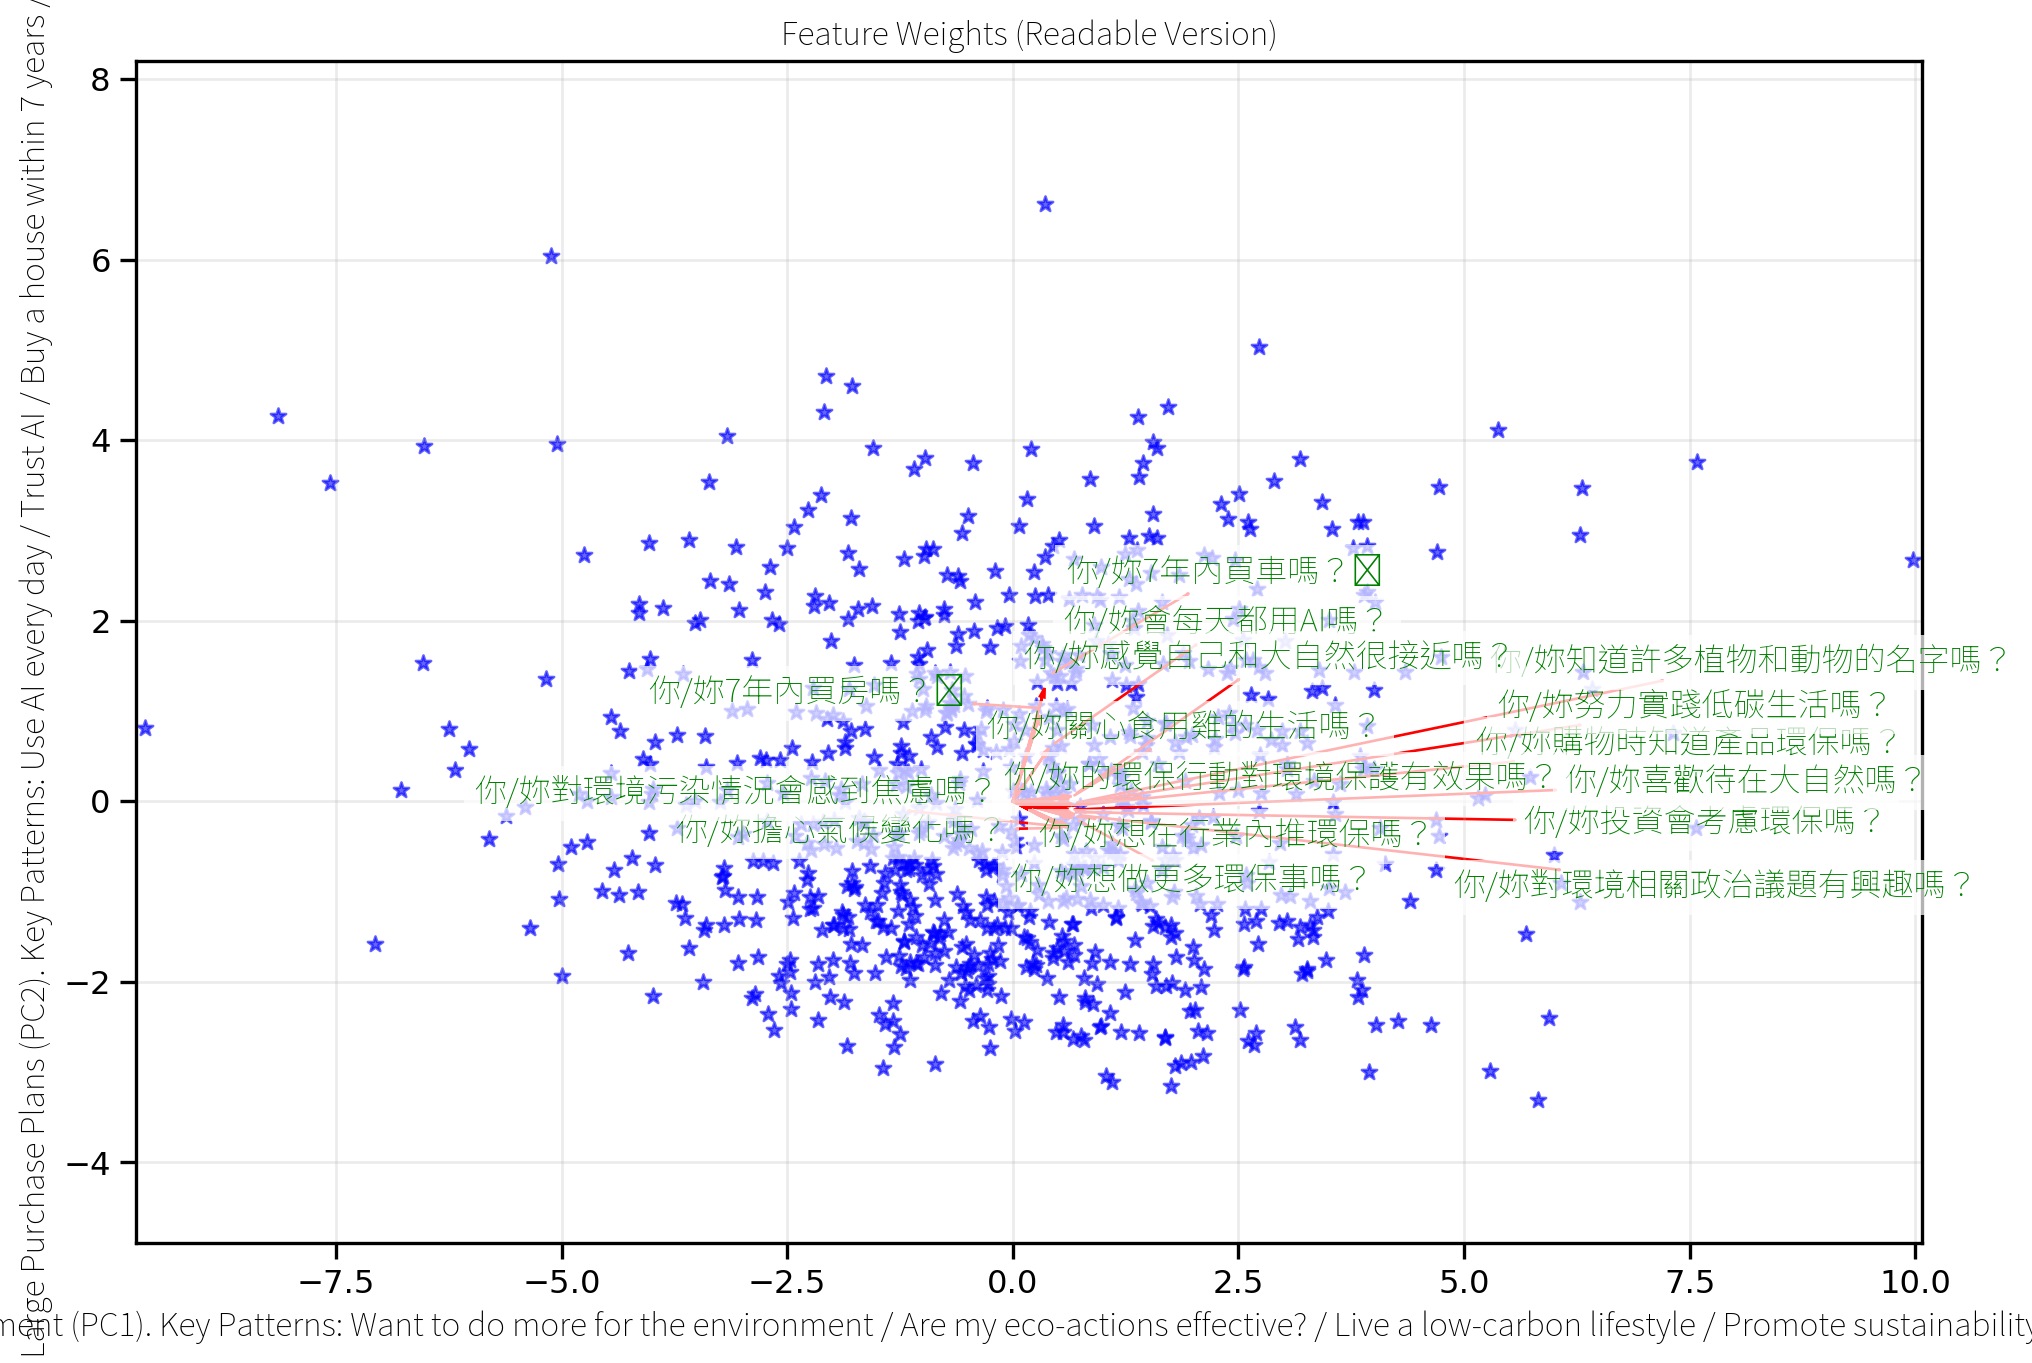 Feature Weights (Readable Version)
Large Purchase Plans (PC2). Key Patterns: Use AI every day / Trust AI / Buy a house within 7 years /
8
6
4
2
0
−2
−4
你/妳7年內買車嗎？
你/妳會每天都用AI嗎？
你/妳感覺自己和大自然很接近嗎？
你/妳知道許多植物和動物的名字嗎？
你/妳7年內買房嗎？
你/妳努力實踐低碳生活嗎？
你/妳關心食用雞的生活嗎？
你/妳購物時知道產品環保嗎？
你/妳對環境污染情況會感到焦慮嗎？
你/妳的環保行動對環境保護有效果嗎？
你/妳喜歡待在大自然嗎？
你/妳擔心氣候變化嗎？
你/妳想在行業內推環保嗎？
你/妳投資會考慮環保嗎？
你/妳想做更多環保事嗎？
你/妳對環境相關政治議題有興趣嗎？
−7.5
−5.0
−2.5
0.0
2.5
5.0
7.5
10.0
(PC1). Key Patterns: Want to do more for the environment / Are my eco-actions effective? / Live a low-carbon lifestyle / Promote sustainability